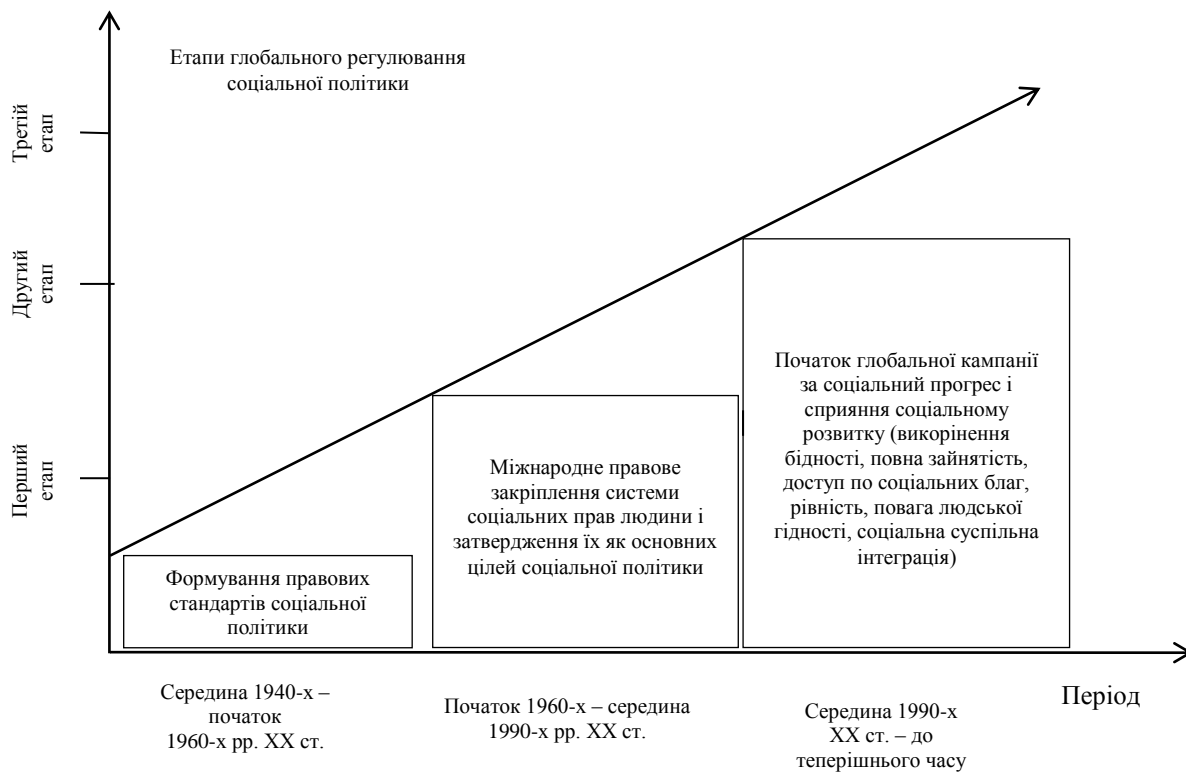 Етапи глобального регулювання
соціальної політики
Третій
етап
Другий
етап
Перший
етап
Формування правових
стандартів соціальної
політики
Міжнародне правове
закріплення системи
соціальних прав людини і
затвердження їх як основних
цілей соціальної політики
Початок глобальної кампанії
за соціальний прогрес і
сприяння соціальному
розвитку (викорінення
бідності, повна зайнятість,
доступ по соціальних благ,
рівність, повага людської
гідності, соціальна суспільна
інтеграція)
Середина 1940-х –
початок
1960-х рр. ХХ ст.
Початок 1960-х – середина
1990-х рр. ХХ ст.
Середина 1990-х
ХХ ст. – до
теперішнього часу
Період